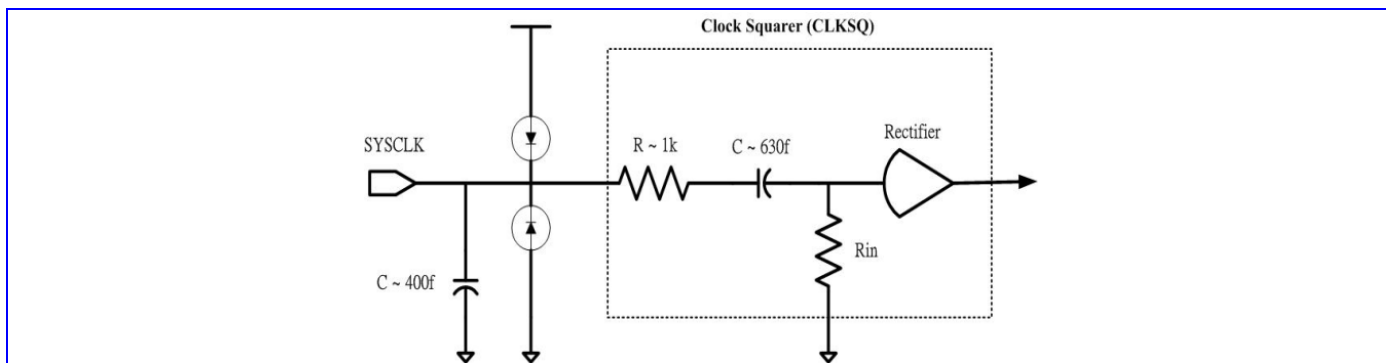 Clock Squarer (CLKSQ)
SYSCLK
R ~ 1k
C ~ 630f
Rectifier
Rin
C ~ 400f